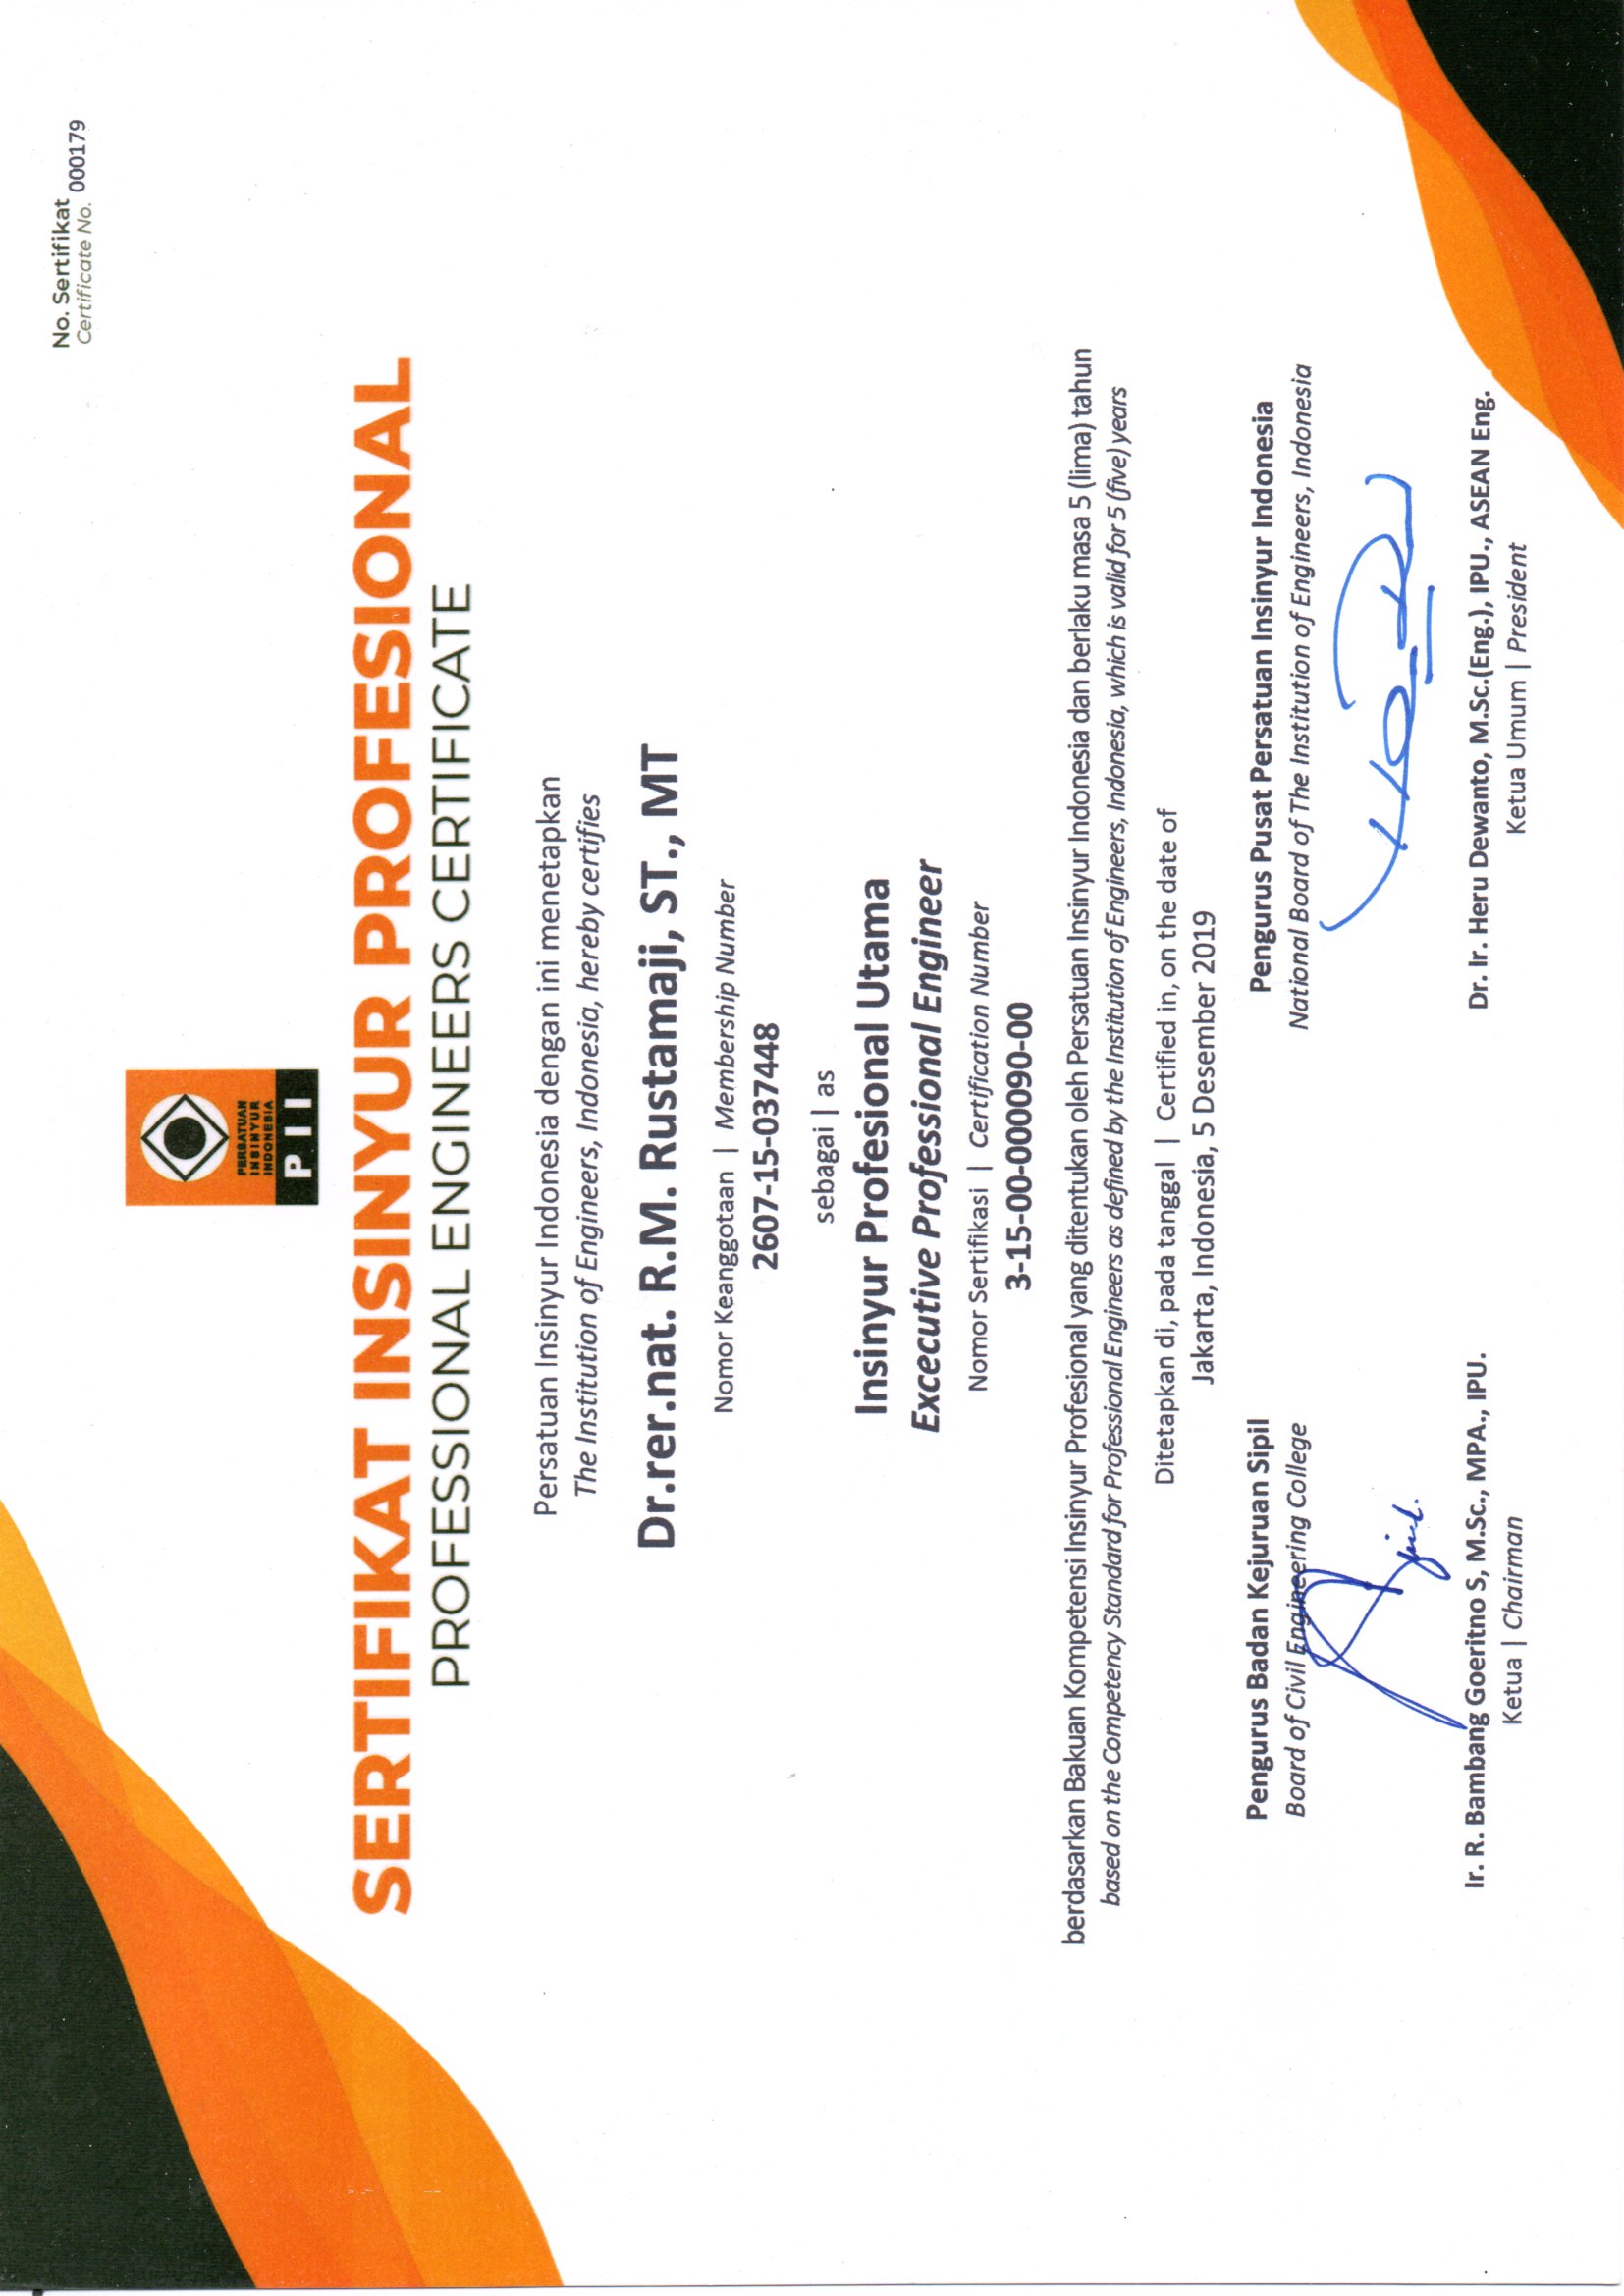 No. Sertifikat
Certificate No. 000179
PERSATUAN
INSINYUR
INDONESIA
PII
SERTIFIKAT INSINYUR PROFESIONAL
PROFESSIONAL ENGINEERS CERTIFICATE
Persatuan Insinyur Indonesia dengan ini menetapkan
The Institution of Engineers, Indonesia, hereby certifies
Dr.rer.nat. R.M. Rustamaji, ST., MT
Nomor Keanggotaan | Membership Number
2607-15-037448
sebagai | as
Insinyur Profesional Utama
Excecutive Professional Engineer
Nomor Sertifikasi | Certification Number
3-15-00-000090-00
berdasarkan Bakuan Kompetensi Insinyur Profesional yang ditentukan oleh Persatuan Insinyur Indonesia dan berlaku masa 5 (lima) tahun
based on the Competency Standard for Professional Engineers as defined by the Institution of Engineers, Indonesia, which is valid for 5 (five) years
Ditetapkan di, pada tanggal | Certified in, on the date of
Jakarta, Indonesia, 5 Desember 2019
Pengurus Badan Kejuruan Sipil
Board of Civil Engineering College
Ir. R. Bambang Goeritno S, M.Sc., MPA., IPU.
Ketua | Chairman
Pengurus Pusat Persatuan Insinyur Indonesia
National Board of The Institution of Engineers, Indonesia
Dr. Ir. Heru Dewanto, M.Sc.(Eng.), IPU., ASEAN Eng.
Ketua Umum | President